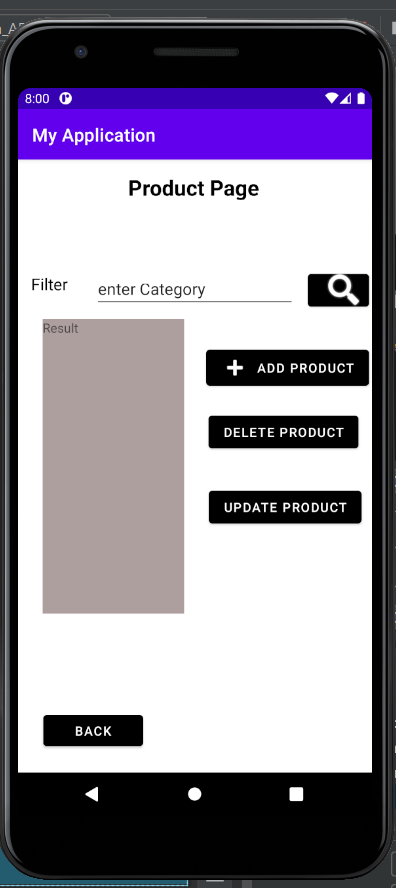 8:00
My Application
Product Page
Filter
enter Category
Result
ADD PRODUCT
DELETE PRODUCT
UPDATE PRODUCT
BACK